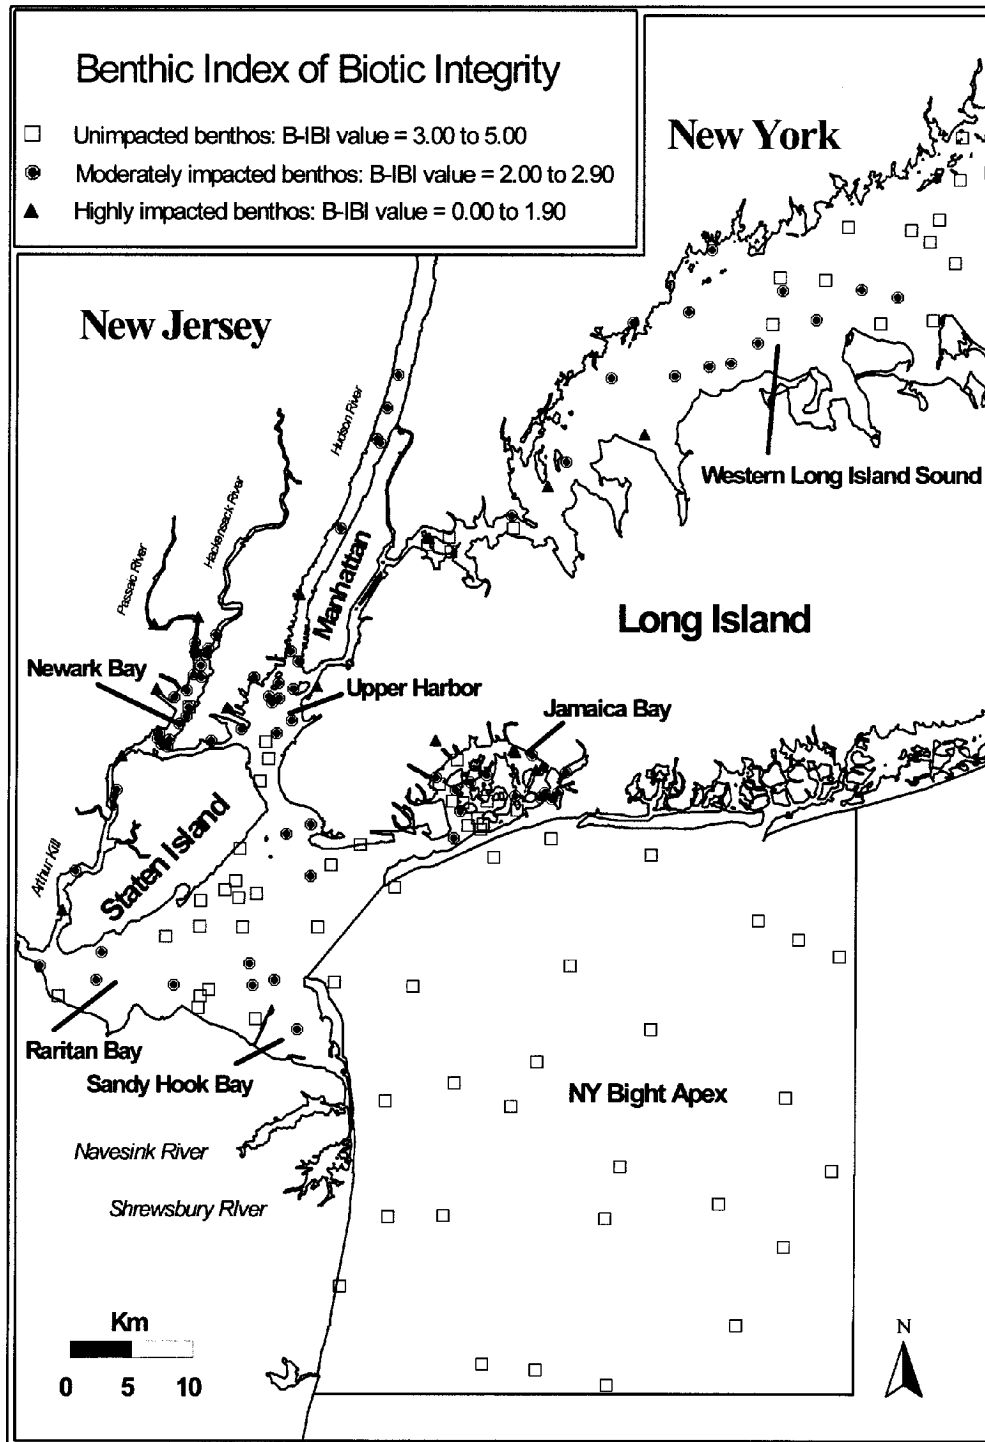 Benthic Index of Biotic Integrity
Unimpacted benthos: B-IBI value = 3.00 to 5.00
Moderately impacted benthos: B-IBI value = 2.00 to 2.90
Highly impacted benthos: B-IBI value = 0.00 to 1.90
New York
New Jersey
Hudson River
Hackensack River
Passaic River
Manhattan
Western Long Island Sound
Long Island
Newark Bay
Upper Harbor
Jamaica Bay
Staten Island
Arthur Kill
Raritan Bay
Sandy Hook Bay
NY Bight Apex
Navesink River
Shrewsbury River
Km
0 5 10
N